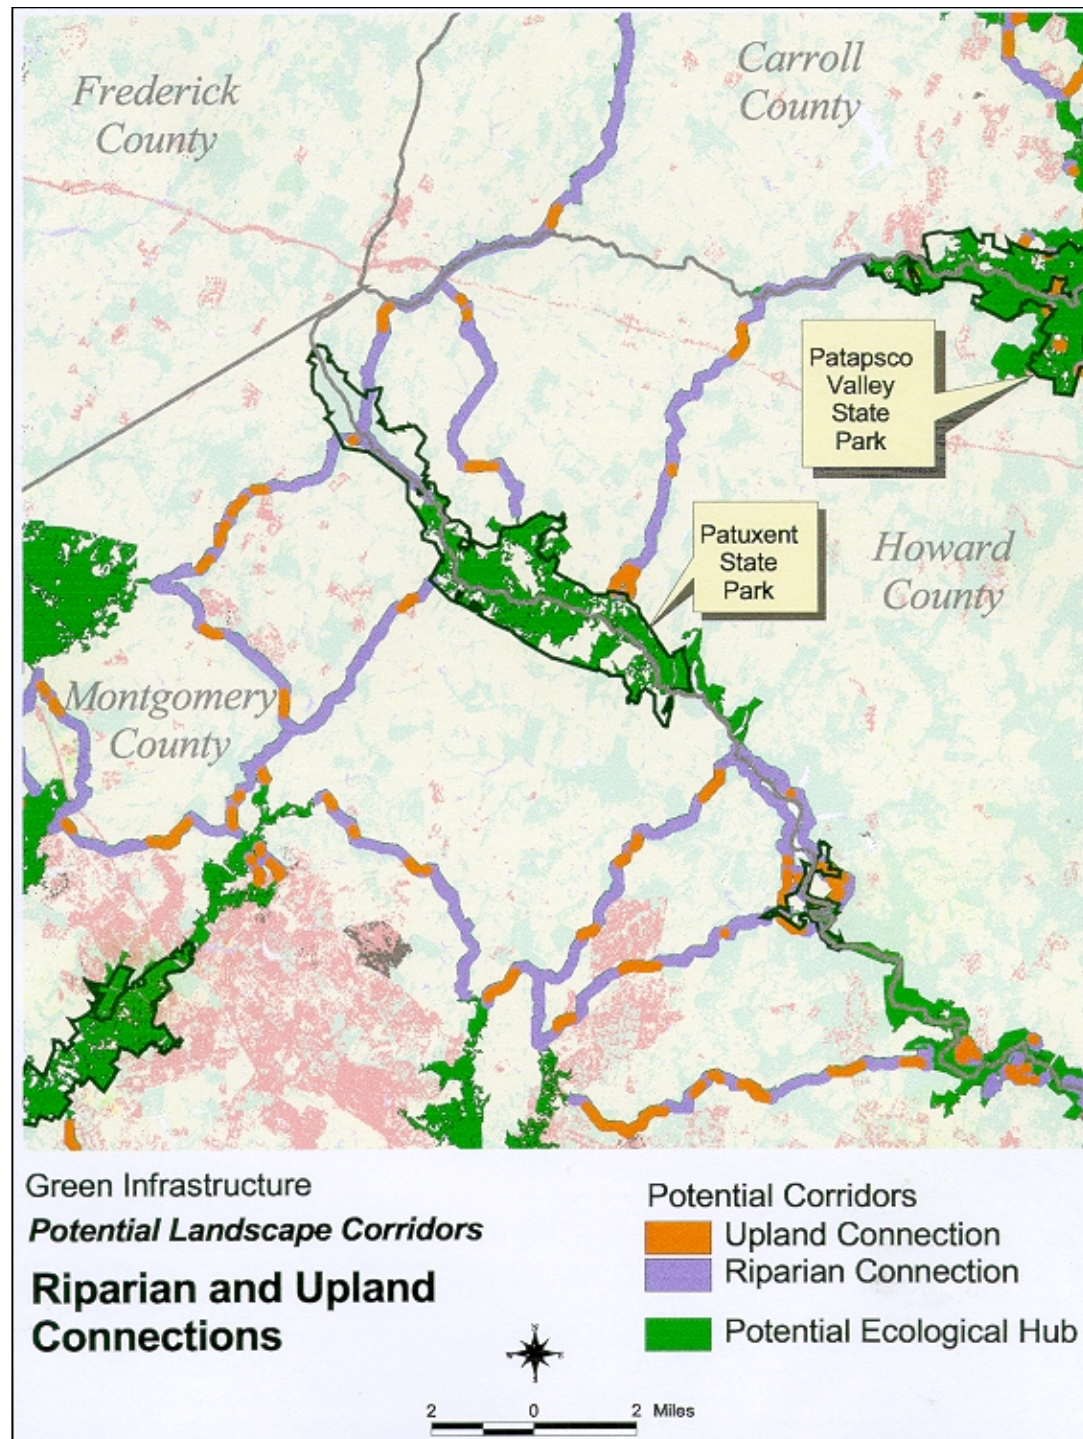 Frederick
County
Carroll
County
Patapsco
Valley
State
Park
Patuxent
State
Park
Howard
County
Montgomery
County
Green Infrastructure
Potential Landscape Corridors
Riparian and Upland
Connections
Potential Corridors
Upland Connection
Riparian Connection
Potential Ecological Hub
2 0 2 Miles